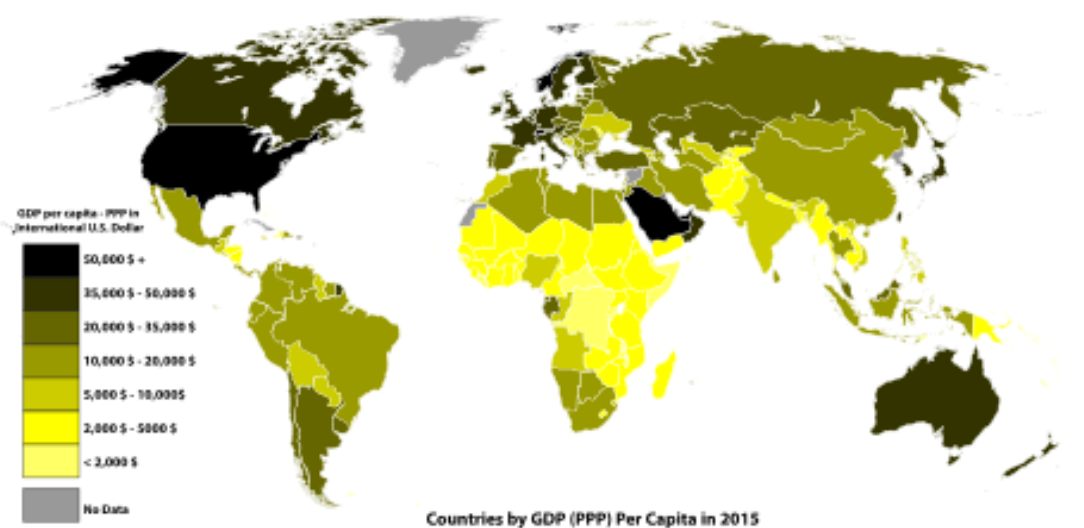 GDP per capita - PPP in
International U.S. Dollar
50,000 $ +
35,000 $ - 50,000 $
20,000 $ - 35,000 $
10,000 $ - 20,000 $
5,000 $ - 10,000$
2,000 $ - 5000 $
< 2,000 $
No Data
Countries by GDP (PPP) Per Capita in 2015